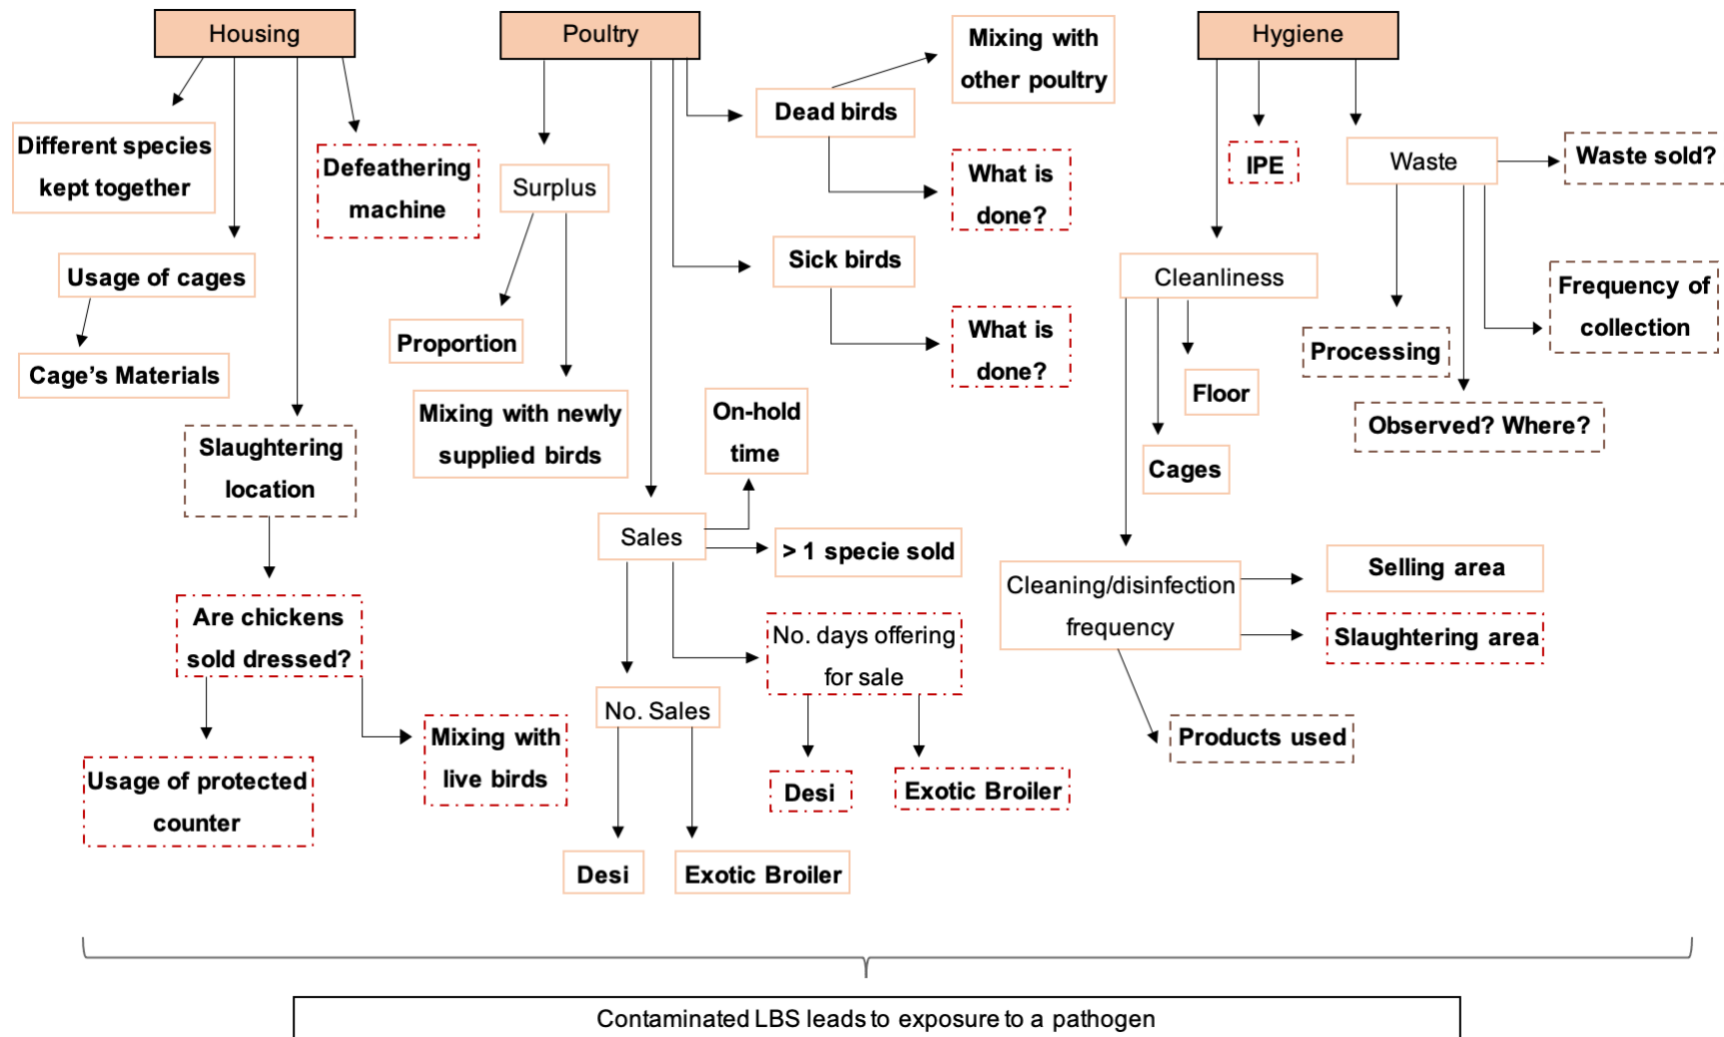 Housing
Poultry
Hygiene
Different species
kept together
Defeathering
machine
Usage of cages
Cage's Materials
Slaughtering
location
Are chickens
sold dressed?
Usage of protected
counter
Mixing with
live birds
Surplus
Proportion
Mixing with newly
supplied birds
Dead birds
Mixing with
other poultry
What is
done?
Sick birds
What is
done?
On-hold
time
Sales
> 1 specie sold
No. days offering
for sale
Desi
Exotic Broiler
No. Sales
Desi
Exotic Broiler
IPE
Waste
Waste sold?
Frequency of
collection
Processing
Observed? Where?
Cleanliness
Floor
Cages
Cleaning/disinfection
frequency
Selling area
Slaughtering area
Products used
Contaminated LBS leads to exposure to a pathogen